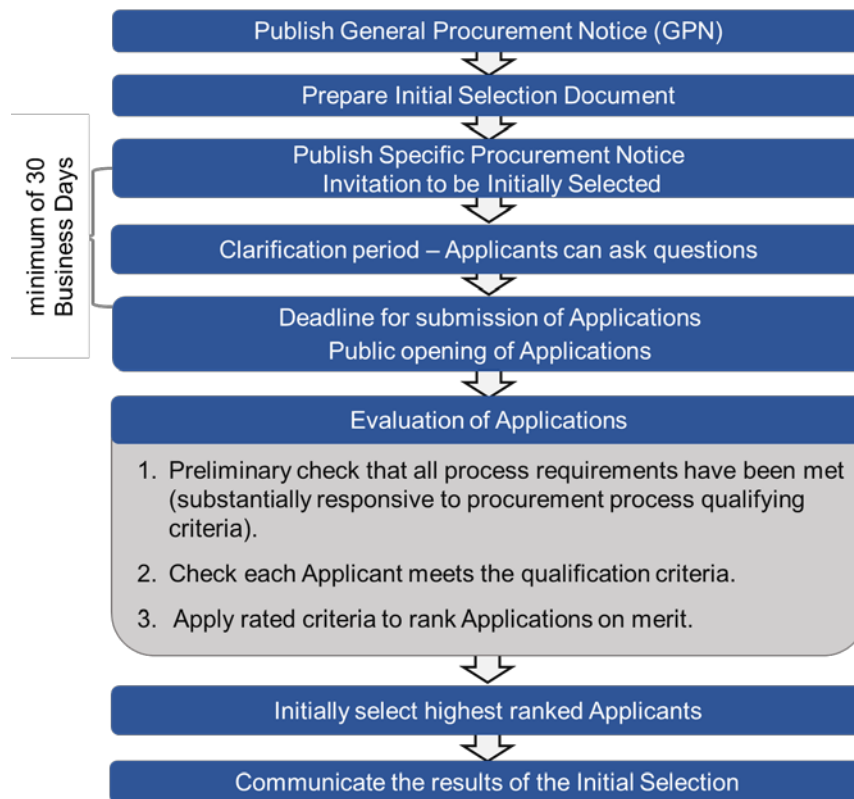 Publish General Procurement Notice (GPN)
Prepare Initial Selection Document
minimum of 30
Business Days
Publish Specific Procurement Notice
Invitation to be Initially Selected
Clarification period – Applicants can ask questions
Deadline for submission of Applications
Public opening of Applications
Evaluation of Applications
1. Preliminary check that all process requirements have been met
(substantially responsive to procurement process qualifying
criteria).
2. Check each Applicant meets the qualification criteria.
3. Apply rated criteria to rank Applications on merit.
Initially select highest ranked Applicants
Communicate the results of the Initial Selection